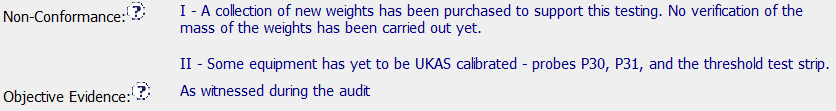 Non-Conformance: ? I - A collection of new weights has been purchased to support this testing. No verification of the
mass of the weights has been carried out yet.
II - Some equipment has yet to be UKAS calibrated - probes P30, P31, and the threshold test strip.
Objective Evidence: ? As witnessed during the audit